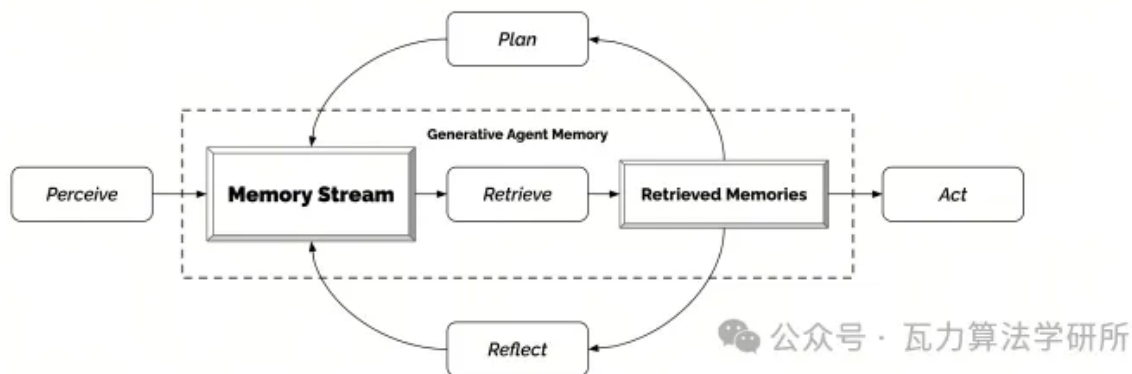 Plan
Generative Agent Memory
Perceive
Memory Stream
Retrieve
Retrieved Memories
Act
Reflect
公众号 · 瓦力算法学研所